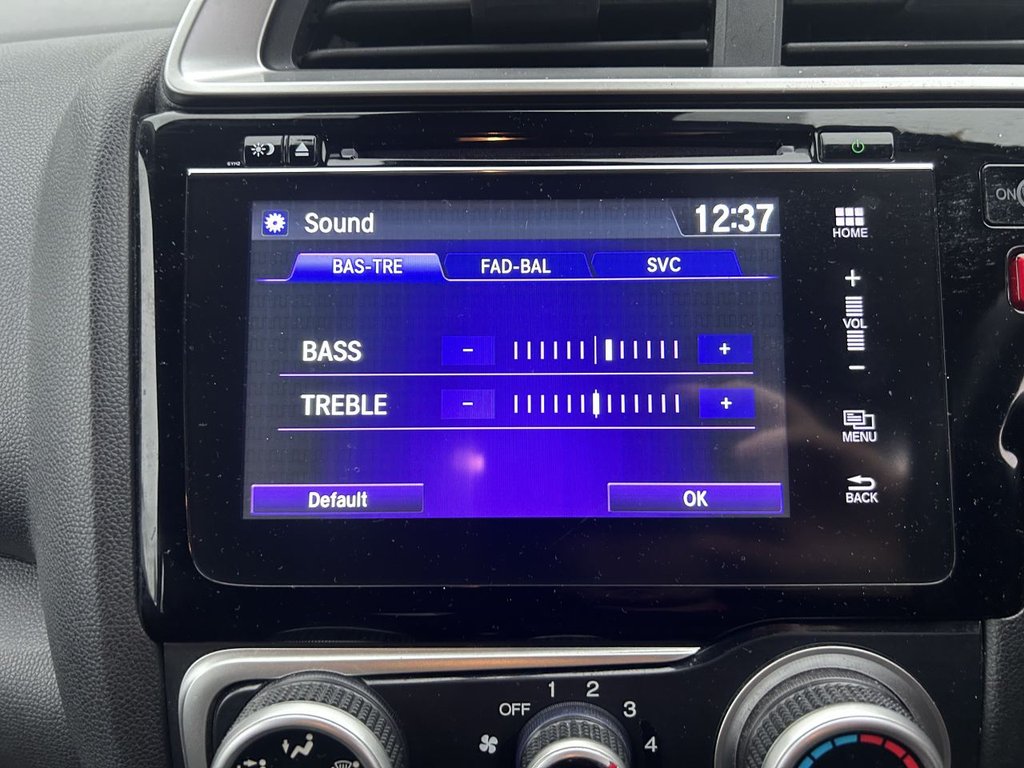 Sound 12:37
HOME
BAS-TRE FAD-BAL SVC
+
VOL
-
BASS - +
TREBLE - +
MENU
BACK
Default OK
ON
OFF 1 2 3 4